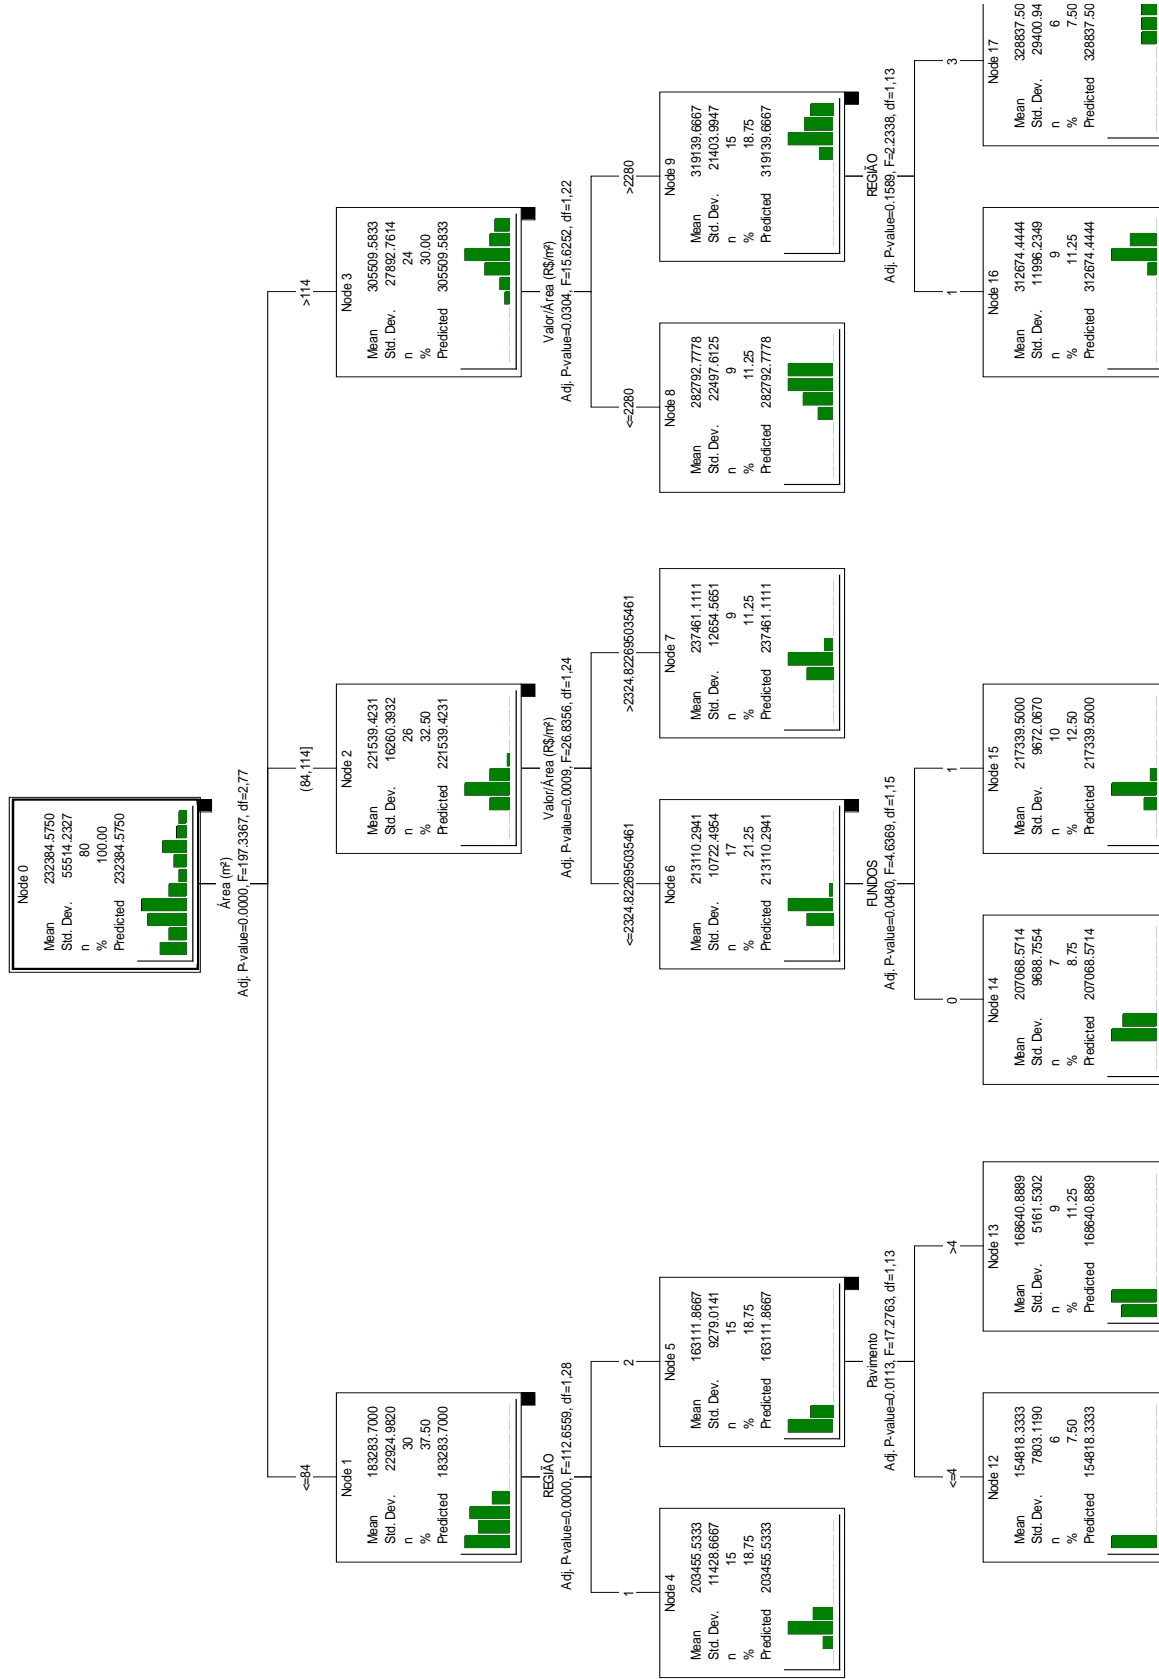 Node 0
Mean 232384.5750
Std. Dev. 55514.2327
n 80
% 100.00
Predicted 232384.5750
Área (m²)
Adj. P-value=0.0000, F=197.3367, df=2,77
<=84
(84,114]
>114
Node 1
Mean 183283.7000
Std. Dev. 22924.9820
n 30
% 37.50
Predicted 183283.7000
Node 2
Mean 221539.4231
Std. Dev. 16260.3932
n 26
% 32.50
Predicted 221539.4231
Node 3
Mean 305509.5833
Std. Dev. 27892.7614
n 24
% 30.00
Predicted 305509.5833
REGIÃO
Adj. P-value=0.0000, F=112.6559, df=1,28
Valor/Área (R$/m²)
Adj. P-value=0.0009, F=26.8356, df=1,24
Valor/Área (R$/m²)
Adj. P-value=0.0304, F=15.6252, df=1,22
1
2
<=2324.822695035461
>2324.822695035461
<=2280
>2280
Node 4
Mean 203455.5333
Std. Dev. 11428.6667
n 15
% 18.75
Predicted 203455.5333
Node 5
Mean 163111.8667
Std. Dev. 9279.0141
n 15
% 18.75
Predicted 163111.8667
Node 6
Mean 213110.2941
Std. Dev. 10722.4954
n 17
% 21.25
Predicted 213110.2941
Node 7
Mean 237461.1111
Std. Dev. 12654.5651
n 9
% 11.25
Predicted 237461.1111
Node 8
Mean 282792.7778
Std. Dev. 22497.6125
n 9
% 11.25
Predicted 282792.7778
Node 9
Mean 319139.6667
Std. Dev. 21403.9947
n 15
% 18.75
Predicted 319139.6667
Pavimento
Adj. P-value=0.0113, F=17.2763, df=1,13
FUNDOS
Adj. P-value=0.0480, F=4.6369, df=1,15
REGIÃO
Adj. P-value=0.1589, F=2.2338, df=1,13
<=4
>4
0
1
1
3
Node 12
Mean 154818.3333
Std. Dev. 7803.1190
n 6
% 7.50
Predicted 154818.3333
Node 13
Mean 168640.8889
Std. Dev. 5161.5302
n 9
% 11.25
Predicted 168640.8889
Node 14
Mean 207068.5714
Std. Dev. 9688.7554
n 7
% 8.75
Predicted 207068.5714
Node 15
Mean 217339.5000
Std. Dev. 9672.0670
n 10
% 12.50
Predicted 217339.5000
Node 16
Mean 312674.4444
Std. Dev. 11996.2349
n 9
% 11.25
Predicted 312674.4444
Node 17
Mean 328837.50
Std. Dev. 29400.94
n 6
% 7.50
Predicted 328837.50